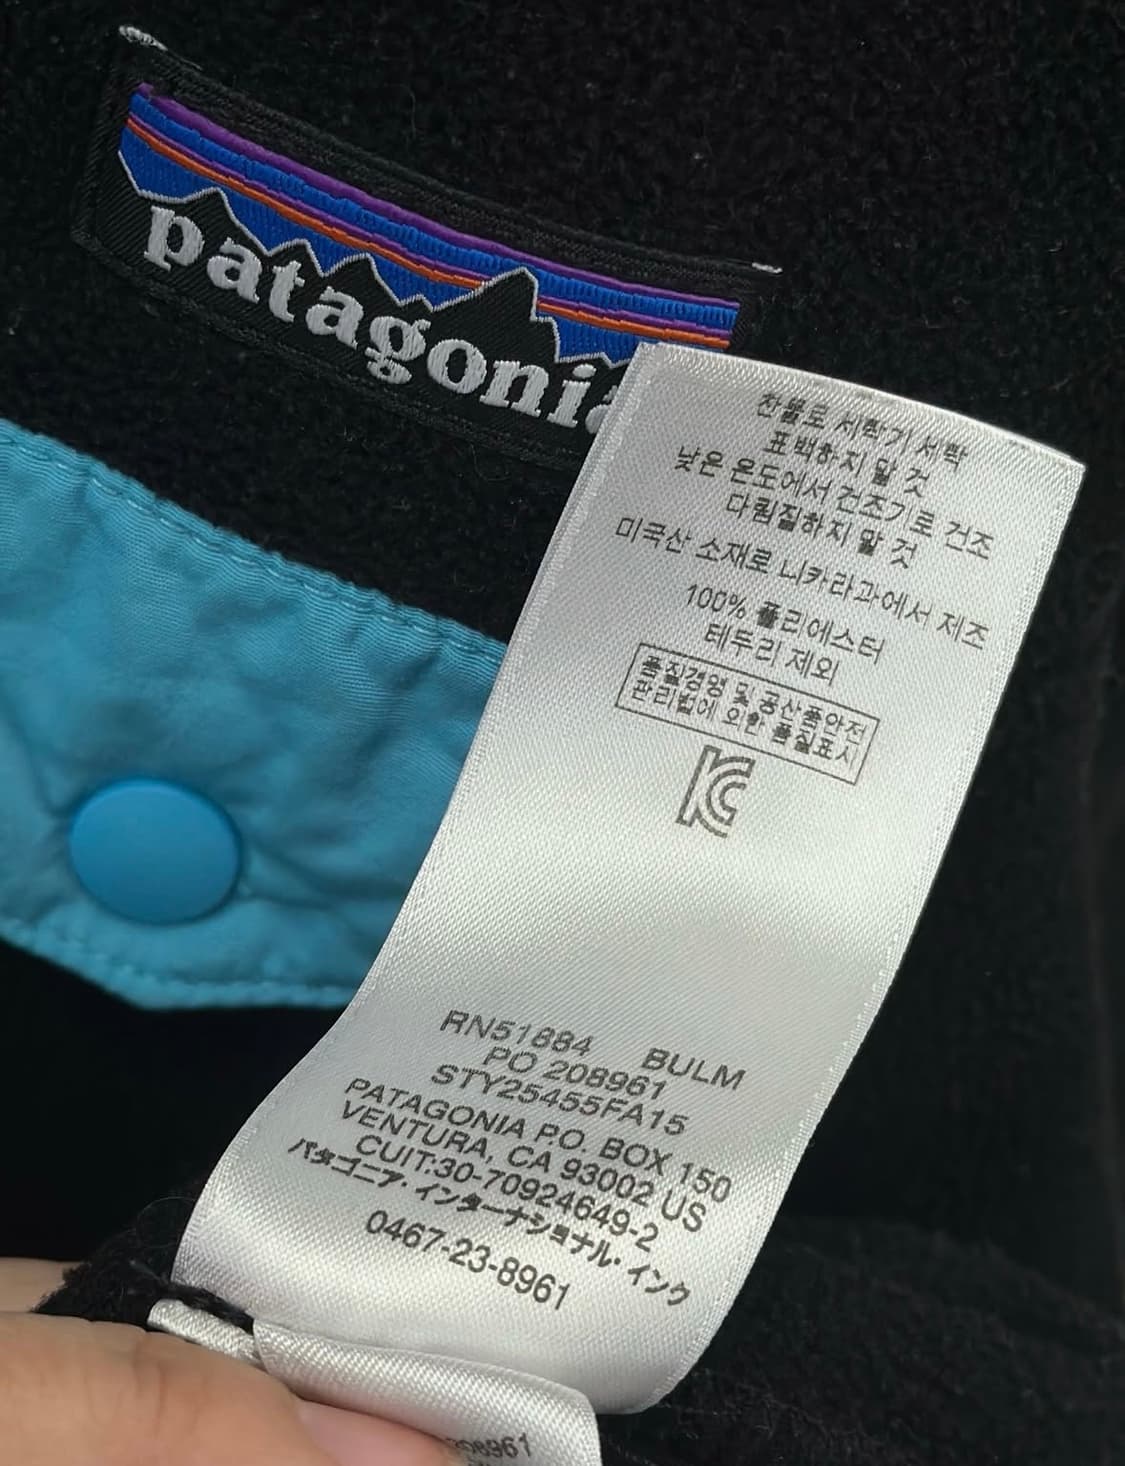 patagonia
찬물로 세탁기 세탁
표백하지 말 것
낮은 온도에서 건조기로 건조
다림질하지 말 것
미국산 소재로 니카라과에서 제조
100% 폴리에스터
테두리 제외
품질경영 및 공산품안전
관리법에 의한 품질표시
KC
RN51884 BULM
PO 208961
STY25455FA15
PATAGONIA P.O. BOX 150
VENTURA, CA 93002 US
CUIT:30-70924649-2
パタゴニア・インターナショナル・インク
0467-23-8961
208961